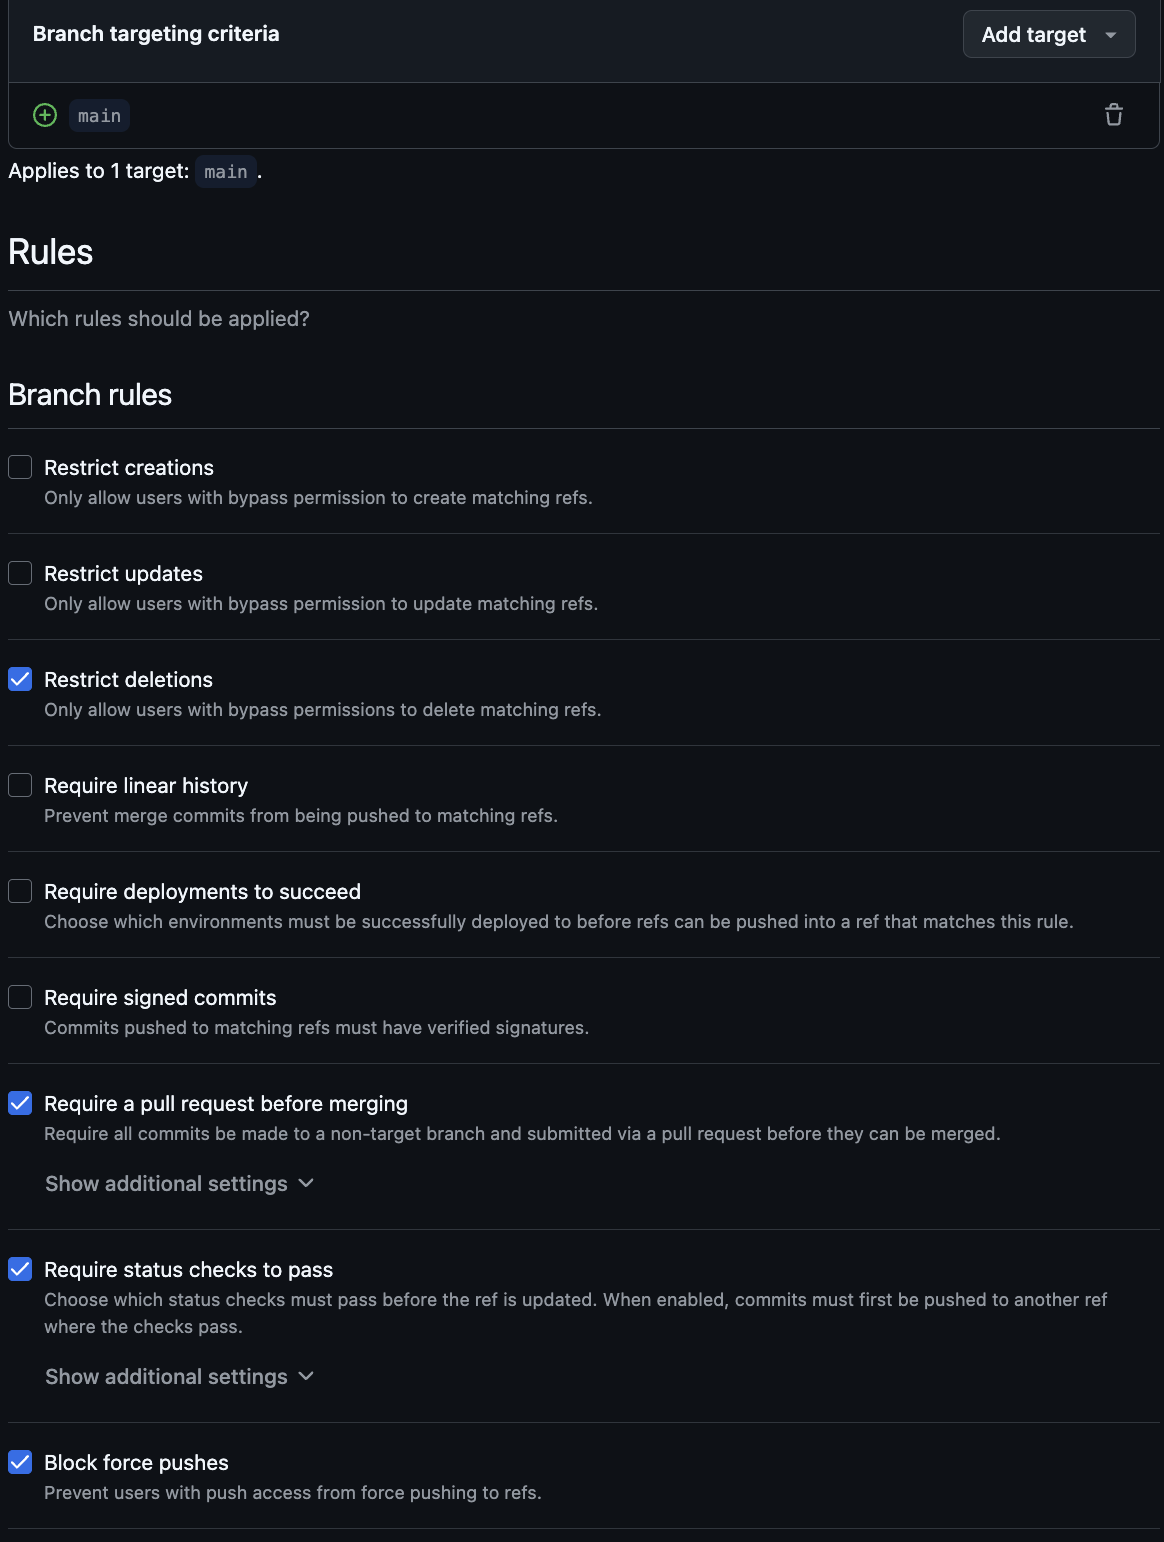 Branch targeting criteria
Add target
main
Applies to 1 target: main.
Rules
Which rules should be applied?
Branch rules
Restrict creations
Only allow users with bypass permission to create matching refs.
Restrict updates
Only allow users with bypass permission to update matching refs.
Restrict deletions
Only allow users with bypass permissions to delete matching refs.
Require linear history
Prevent merge commits from being pushed to matching refs.
Require deployments to succeed
Choose which environments must be successfully deployed to before refs can be pushed into a ref that matches this rule.
Require signed commits
Commits pushed to matching refs must have verified signatures.
Require a pull request before merging
Require all commits be made to a non-target branch and submitted via a pull request before they can be merged.
Show additional settings
Require status checks to pass
Choose which status checks must pass before the ref is updated. When enabled, commits must first be pushed to another ref
where the checks pass.
Show additional settings
Block force pushes
Prevent users with push access from force pushing to refs.